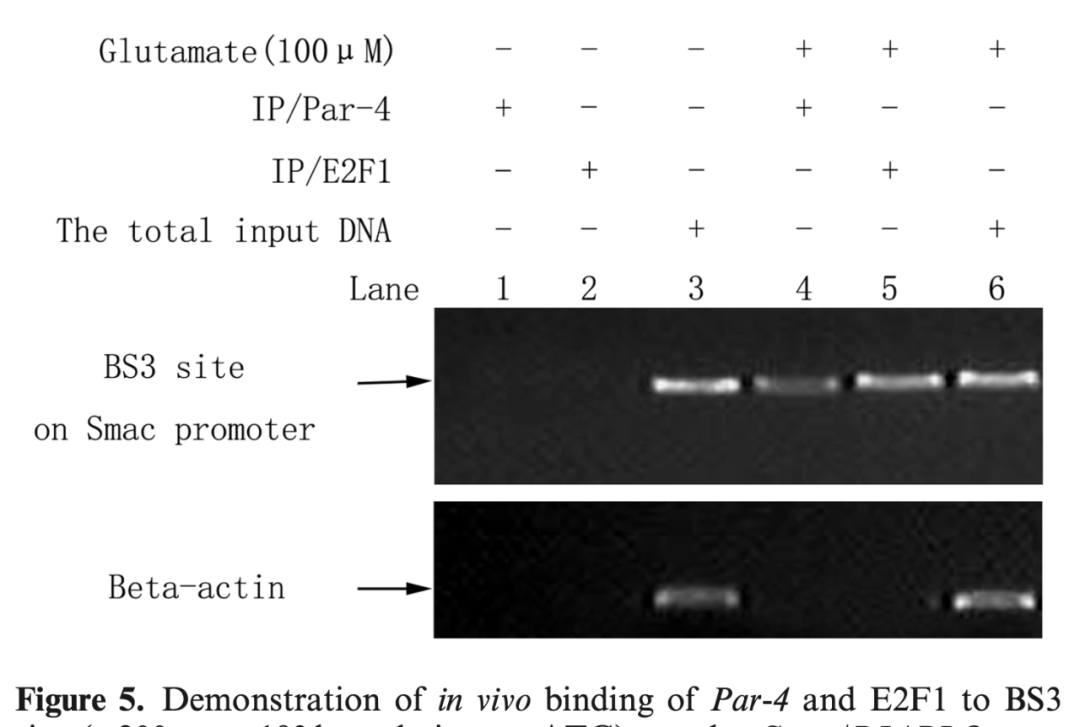 Glutamate(100μM) － － － + + +
IP/Par-4 + － － + － －
IP/E2F1 － + － － + －
The total input DNA － － + － － +
Lane 1 2 3 4 5 6
BS3 site
on Smac promoter
Beta-actin
Figure 5. Demonstration of in vivo binding of Par-4 and E2F1 to BS3